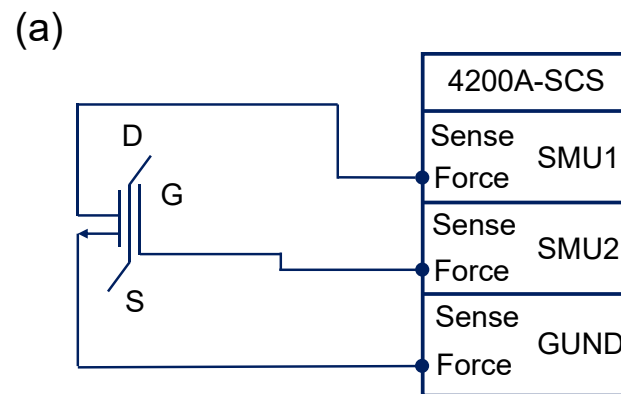 (a)
4200A-SCS
D
G
S
Sense
Force
SMU1
Sense
Force
SMU2
Sense
Force
GUND